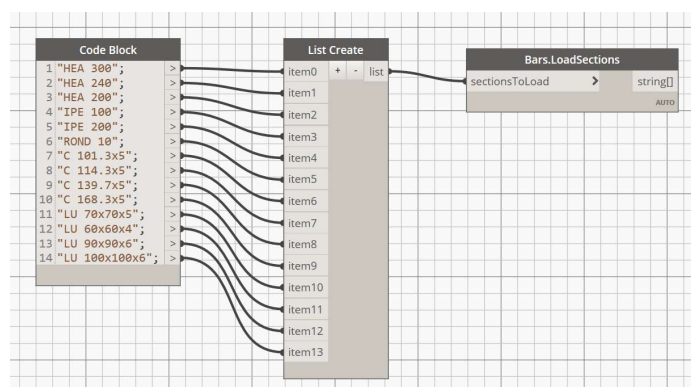 Code Block
1 "HEA 300"; >
2 "HEA 240"; >
3 "HEA 200"; >
4 "IPE 100"; >
5 "IPE 200"; >
6 "ROND 10"; >
7 "C 101.3x5"; >
8 "C 114.3x5"; >
9 "C 139.7x5"; >
10 "C 168.3x5"; >
11 "LU 70x70x5"; >
12 "LU 60x60x4"; >
13 "LU 90x90x6"; >
14 "LU 100x100x6"; >
List Create
item0 + - list
item1
item2
item3
item4
item5
item6
item7
item8
item9
item10
item11
item12
item13
Bars.LoadSections
sectionsToLoad > string[]
AUTO